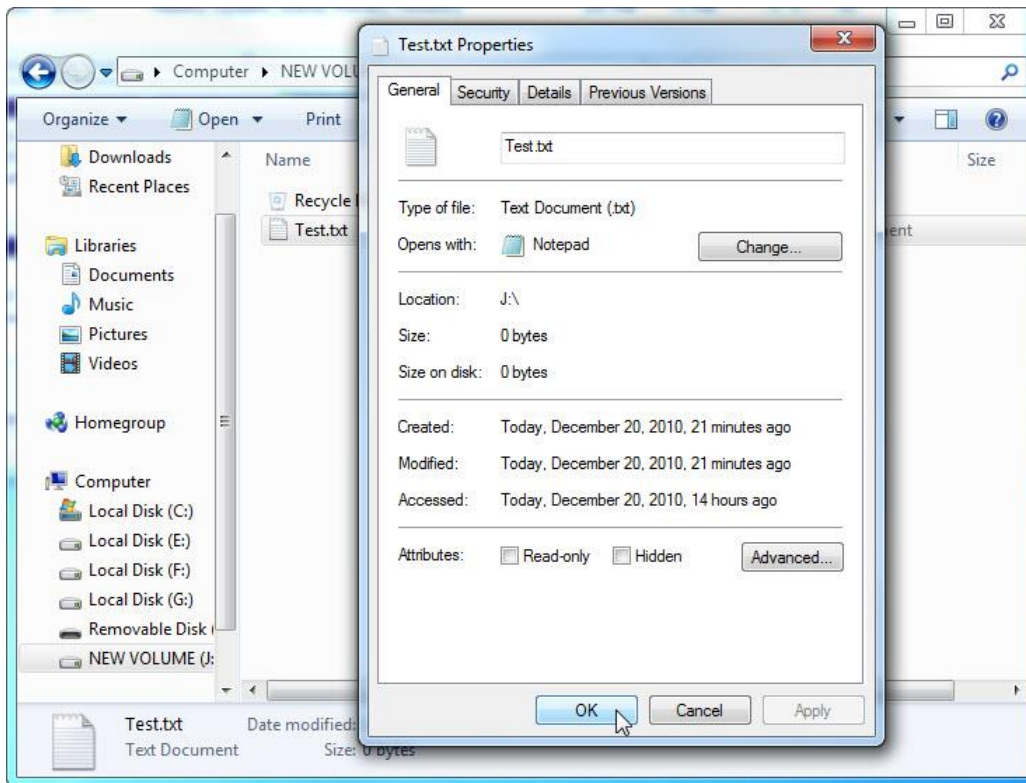 Test.txt Properties
Computer NEW VOLU
Organize Open Print
Downloads
Recent Places
Libraries
Documents
Music
Pictures
Videos
Homegroup
Computer
Local Disk (C:)
Local Disk (E:)
Local Disk (F:)
Local Disk (G:)
Removable Disk (
NEW VOLUME (J:
Name
Size
Recycle
Test.txt
ent
General Security Details Previous Versions
Test.txt
Type of file: Text Document (.txt)
Opens with: Notepad Change...
Location: J:\
Size: 0 bytes
Size on disk: 0 bytes
Created: Today, December 20, 2010, 21 minutes ago
Modified: Today, December 20, 2010, 21 minutes ago
Accessed: Today, December 20, 2010, 14 hours ago
Attributes: Read-only Hidden Advanced...
OK Cancel Apply
Test.txt Date modified:
Text Document Size: 0 bytes